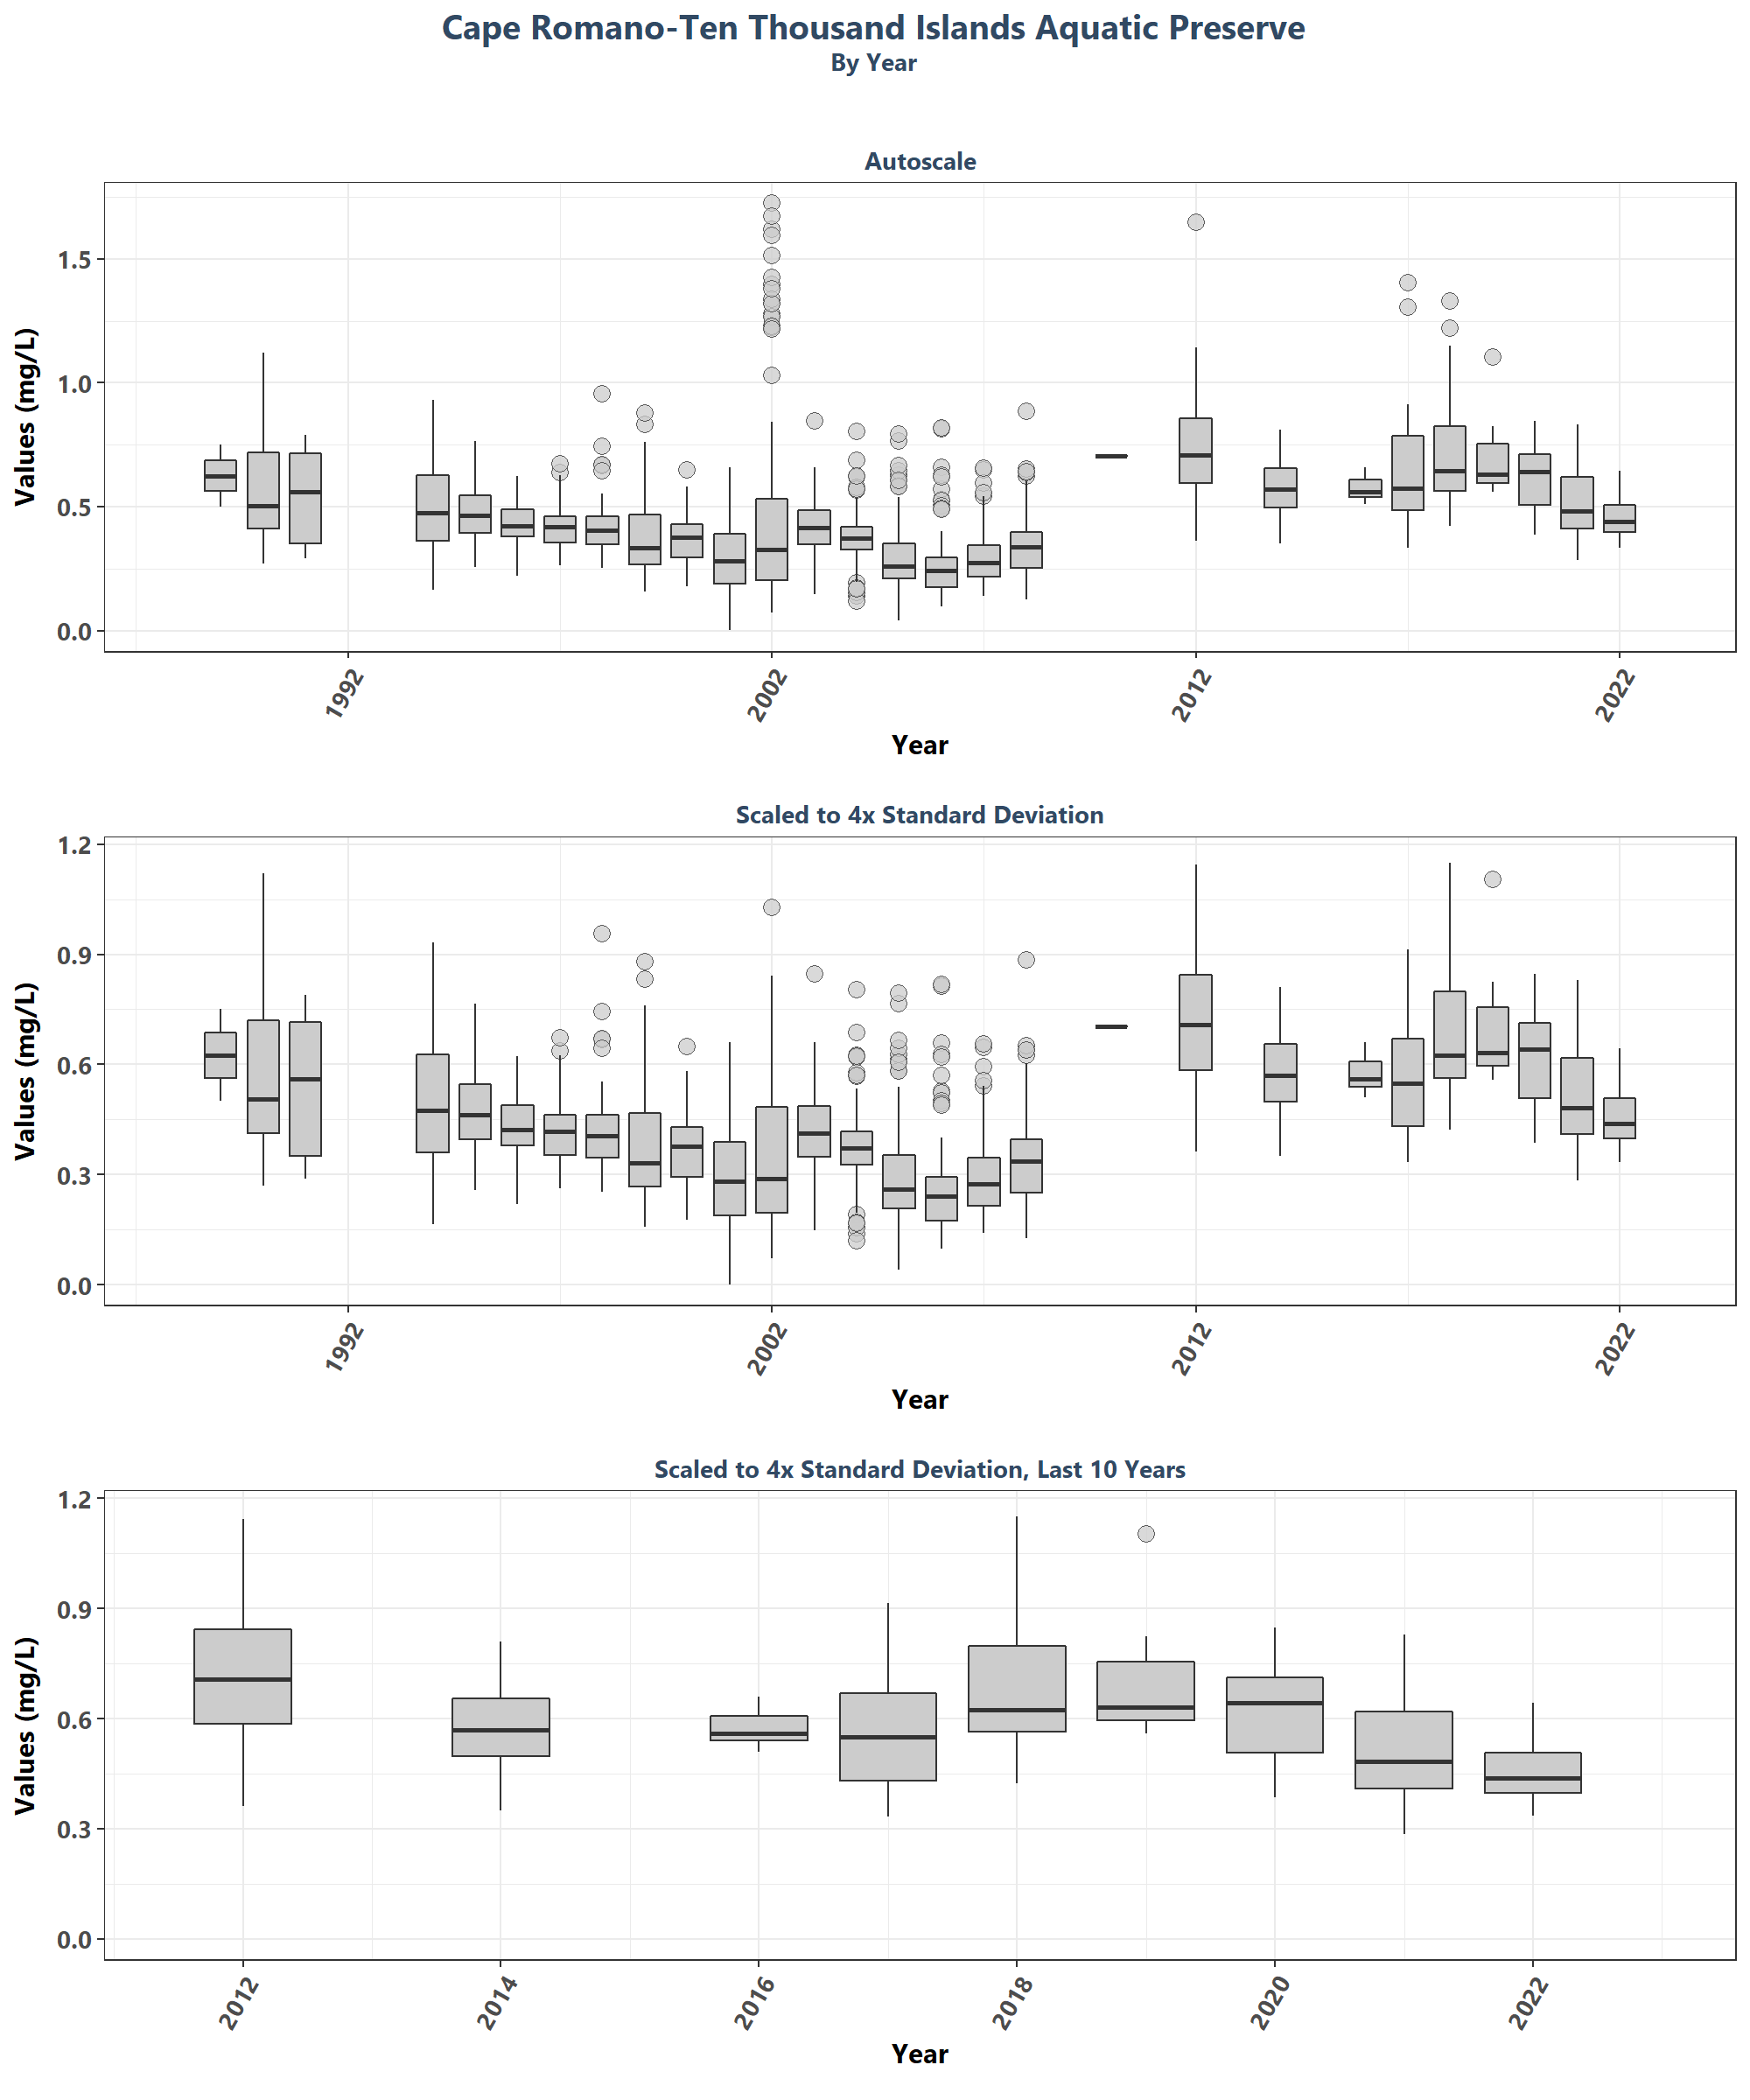 Cape Romano-Ten Thousand Islands Aquatic Preserve
By Year
Autoscale
Values (mg/L)
1.5
1.0
0.5
0.0
1992
2002
2012
2022
Year
Scaled to 4x Standard Deviation
Values (mg/L)
1.2
0.9
0.6
0.3
0.0
1992
2002
2012
2022
Year
Scaled to 4x Standard Deviation, Last 10 Years
Values (mg/L)
1.2
0.9
0.6
0.3
0.0
2012
2014
2016
2018
2020
2022
Year